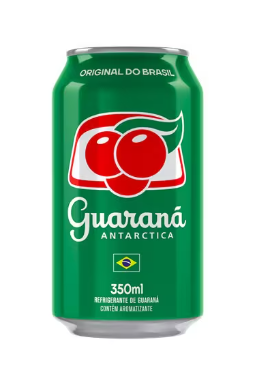 ORIGINAL DO BRASIL
Guaraná
ANTARCTICA
350ml
REFRIGERANTE DE GUARANÁ
CONTÉM AROMATIZANTE